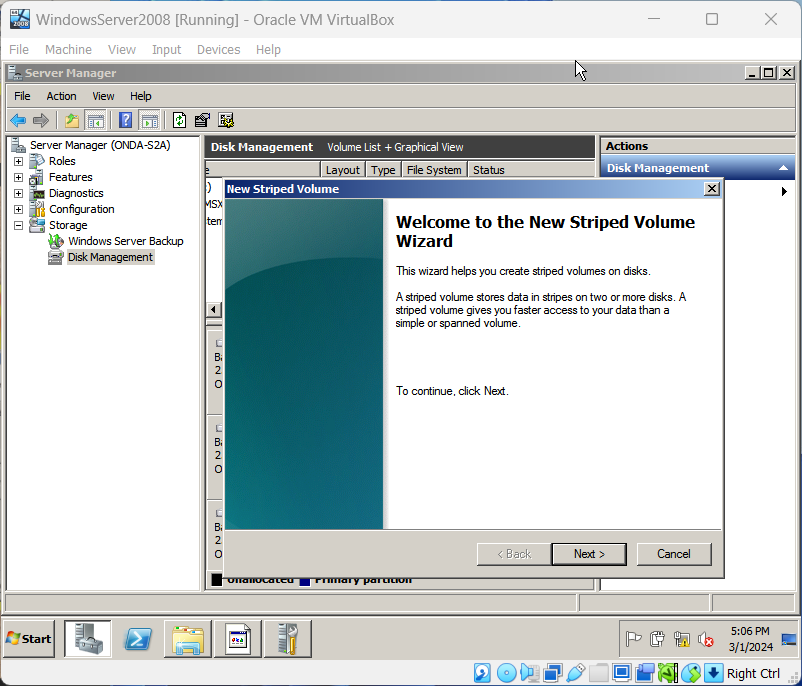 WindowsServer2008 [Running] - Oracle VM VirtualBox
File Machine View Input Devices Help
Server Manager
File Action View Help
Server Manager (ONDA-S2A)
Roles
Features
Diagnostics
Configuration
Storage
Windows Server Backup
Disk Management
Disk Management Volume List + Graphical View
Layout Type File System Status
Actions
Disk Management
New Striped Volume
Welcome to the New Striped Volume
Wizard
This wizard helps you create striped volumes on disks.
A striped volume stores data in stripes on two or more disks. A
striped volume gives you faster access to your data than a
simple or spanned volume.
To continue, click Next.
< Back Next > Cancel
Unallocated Primary partition
Start
5:06 PM
3/1/2024
Right Ctrl